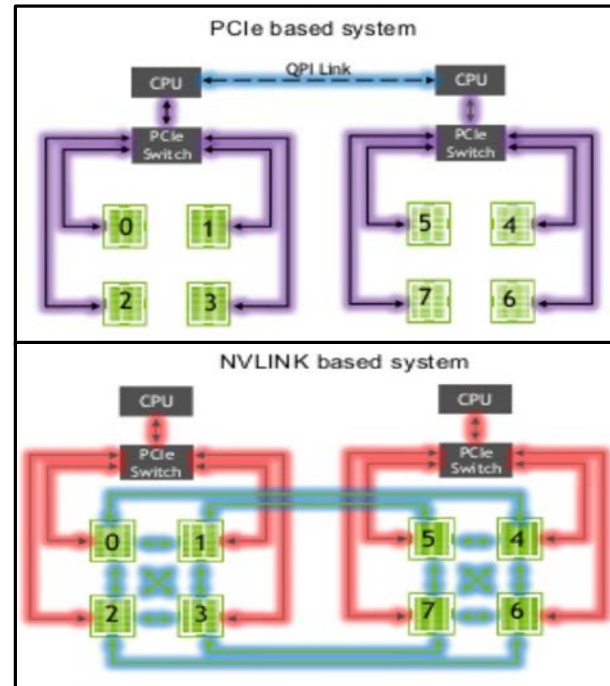 PCIe based system
CPU
QPI Link
CPU
PCIe
Switch
PCIe
Switch
0
1
5
4
2
3
7
6
NVLINK based system
CPU
CPU
PCIe
Switch
PCIe
Switch
0
1
5
4
2
3
7
6